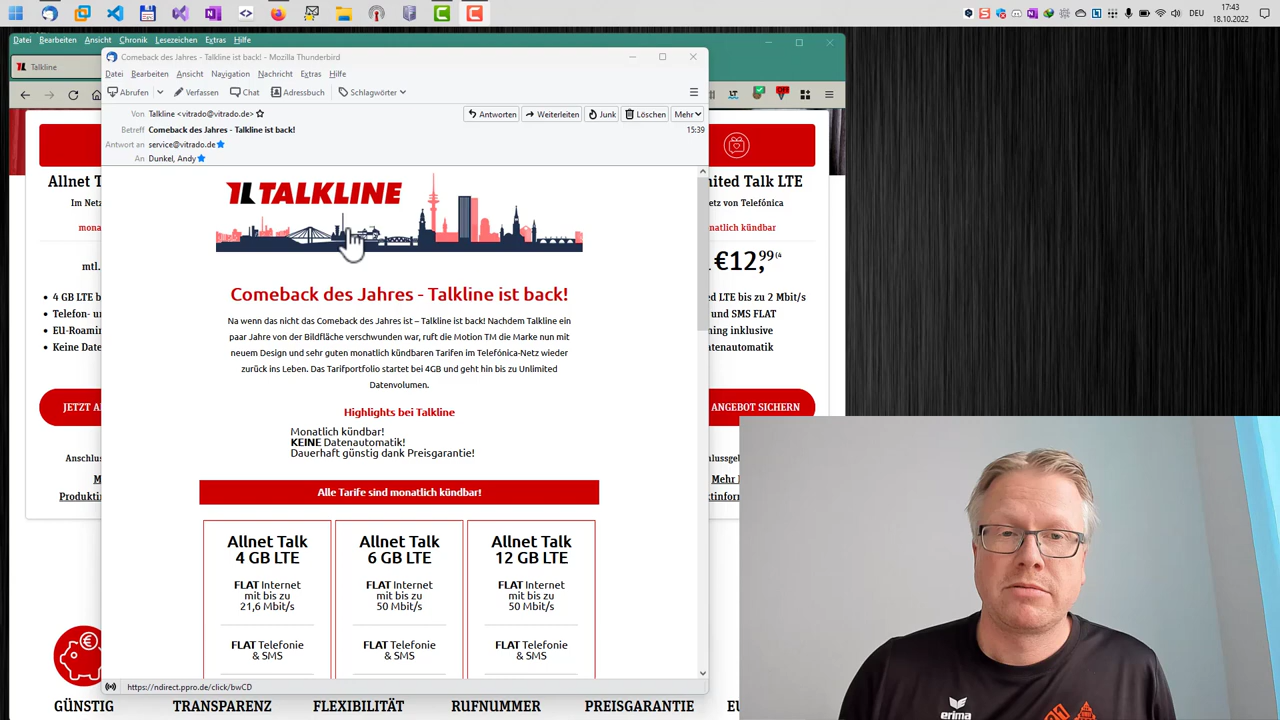 DEU
17:43
18.10.2022
Datei Bearbeiten Ansicht Chronik Lesezeichen Extras Hilfe
Talkline
Comeback des Jahres - Talkline ist back! - Mozilla Thunderbird
Datei Bearbeiten Ansicht Navigation Nachricht Extras Hilfe
Abrufen Verfassen Chat Adressbuch Schlagwörter
Von Talkline <vitrado@vitrado.de>
Antworten Weiterleiten Junk Löschen Mehr
Betreff Comeback des Jahres - Talkline ist back!
15:39
Antwort an service@vitrado.de
An Dunkel, Andy
TALKLINE
Comeback des Jahres - Talkline ist back!
Na wenn das nicht das Comeback des Jahres ist – Talkline ist back! Nachdem Talkline ein
paar Jahre von der Bildfläche verschwunden war, ruft die Motion TM die Marke nun mit
neuem Design und sehr guten monatlich kündbaren Tarifen im Telefónica-Netz wieder
zurück ins Leben. Das Tarifportfolio startet bei 4GB und geht hin bis zu Unlimited
Datenvolumen.
Highlights bei Talkline
Monatlich kündbar!
KEINE Datenautomatik!
Dauerhaft günstig dank Preisgarantie!
Alle Tarife sind monatlich kündbar!
Allnet Talk
4 GB LTE
FLAT Internet
mit bis zu
21,6 Mbit/s
FLAT Telefonie
& SMS
Allnet Talk
6 GB LTE
FLAT Internet
mit bis zu
50 Mbit/s
FLAT Telefonie
& SMS
Allnet Talk
12 GB LTE
FLAT Internet
mit bis zu
50 Mbit/s
FLAT Telefonie
& SMS
https://ndirect.ppro.de/click/bwCD
Allnet T
Im Netz
mona
mtl.
4 GB LTE b
Telefon- u
EU-Roamin
Keine Date
JETZT A
Anschlus
M
Produktin
ited Talk LTE
etz von Telefónica
atlich kündbar
€12,99(4
ed LTE bis zu 2 Mbit/s
und SMS FLAT
ing inklusive
atenautomatik
ANGEBOT SICHERN
hlussgeb
Mehr
ktinfor
GÜNSTIG TRANSPARENZ FLEXIBILITÄT RUFNUMMER PREISGARANTIE EU
erima